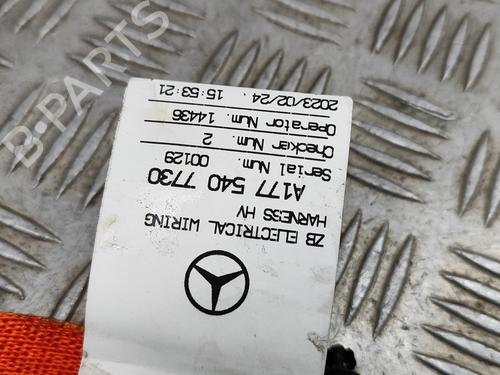 ZB ELECTRICAL WIRING
HARNESS HV
A177 540 7730
Serial Num. 00129
Checker Num. 2
Operator Num. 14436
2023/02/24. 15:53:21
B-PARTS